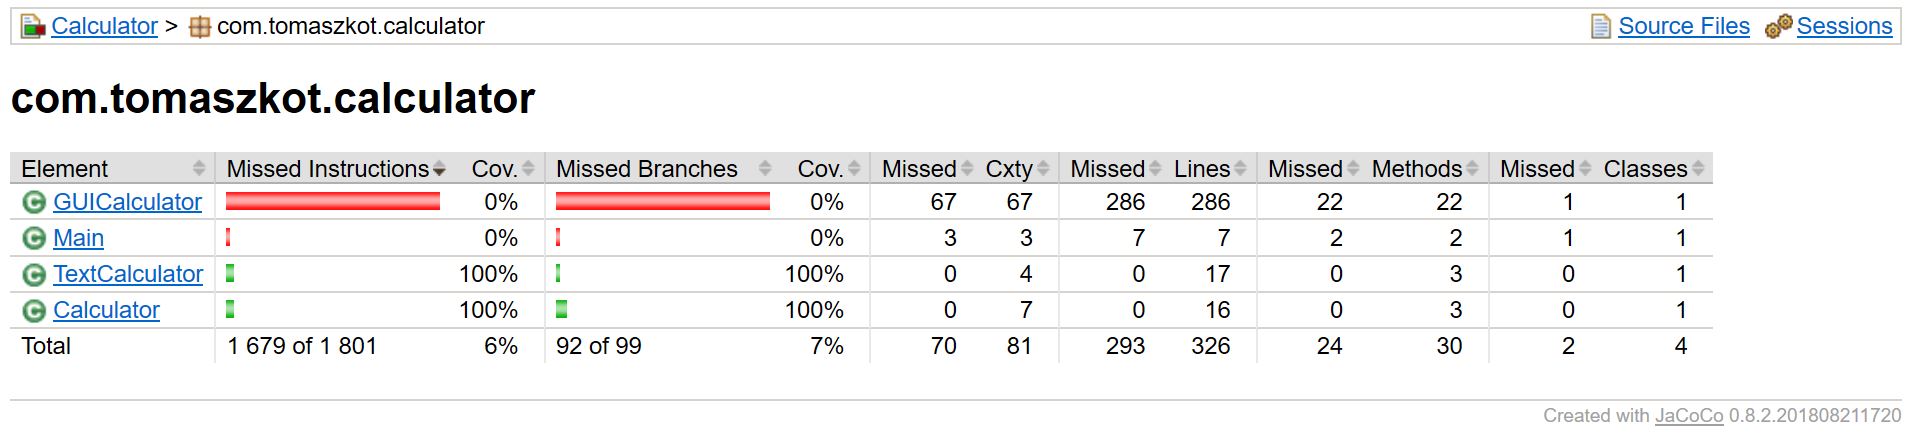 Calculator > com.tomaszkot.calculator Source Files Sessions
com.tomaszkot.calculator
Element Missed Instructions Cov. Missed Branches Cov. Missed Cxty Missed Lines Missed Methods Missed Classes
C GUICalculator 0% 0% 67 67 286 286 22 22 1 1
C Main 0% 0% 3 3 7 7 2 2 1 1
C TextCalculator 100% 100% 0 4 0 17 0 3 0 1
C Calculator 100% 100% 0 7 0 16 0 3 0 1
Total 1 679 of 1 801 6% 92 of 99 7% 70 81 293 326 24 30 2 4
Created with JaCoCo 0.8.2.201808211720